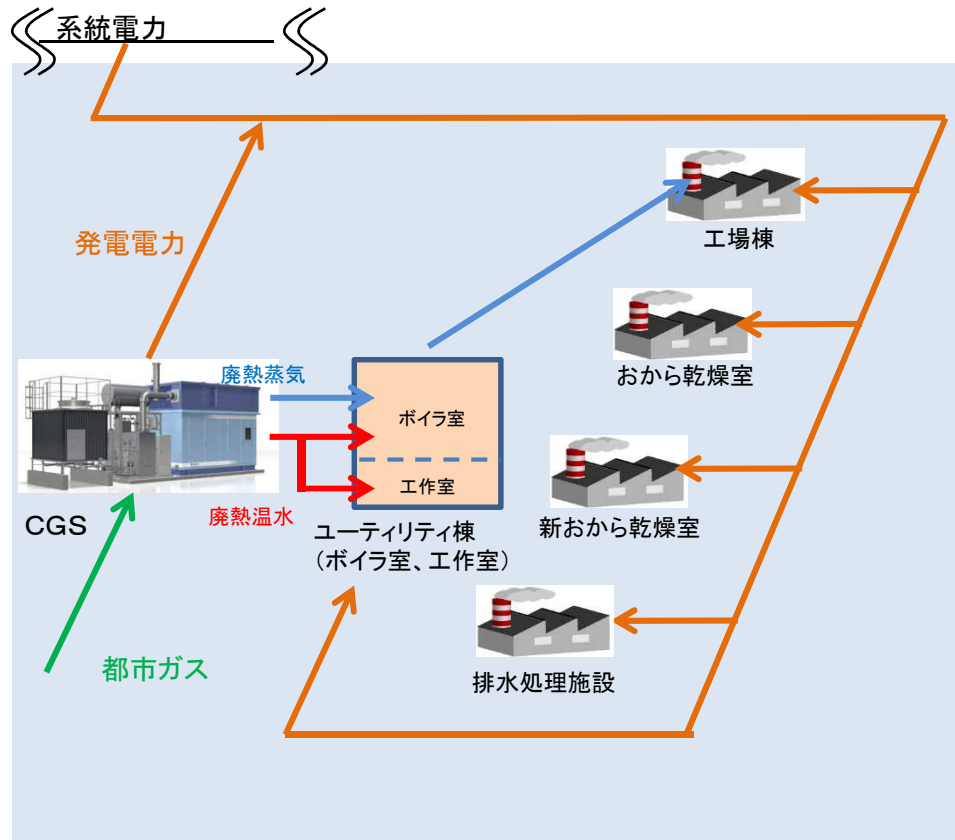 系統電力
発電電力
工場棟
おから乾燥室
廃熱蒸気
ボイラ室
工作室
廃熱温水
CGS
ユーティリティ棟
(ボイラ室、工作室)
新おから乾燥室
都市ガス
排水処理施設